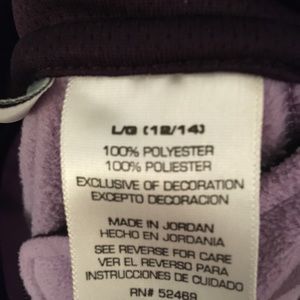 L/G (12/14)
100% POLYESTER
100% POLIESTER
EXCLUSIVE OF DECORATION
EXCEPTO DECORACION
MADE IN JORDAN
HECHO EN JORDANIA
SEE REVERSE FOR CARE
VER EL REVERSO PARA
INSTRUCCIONES DE CUIDADO
RN# 52469